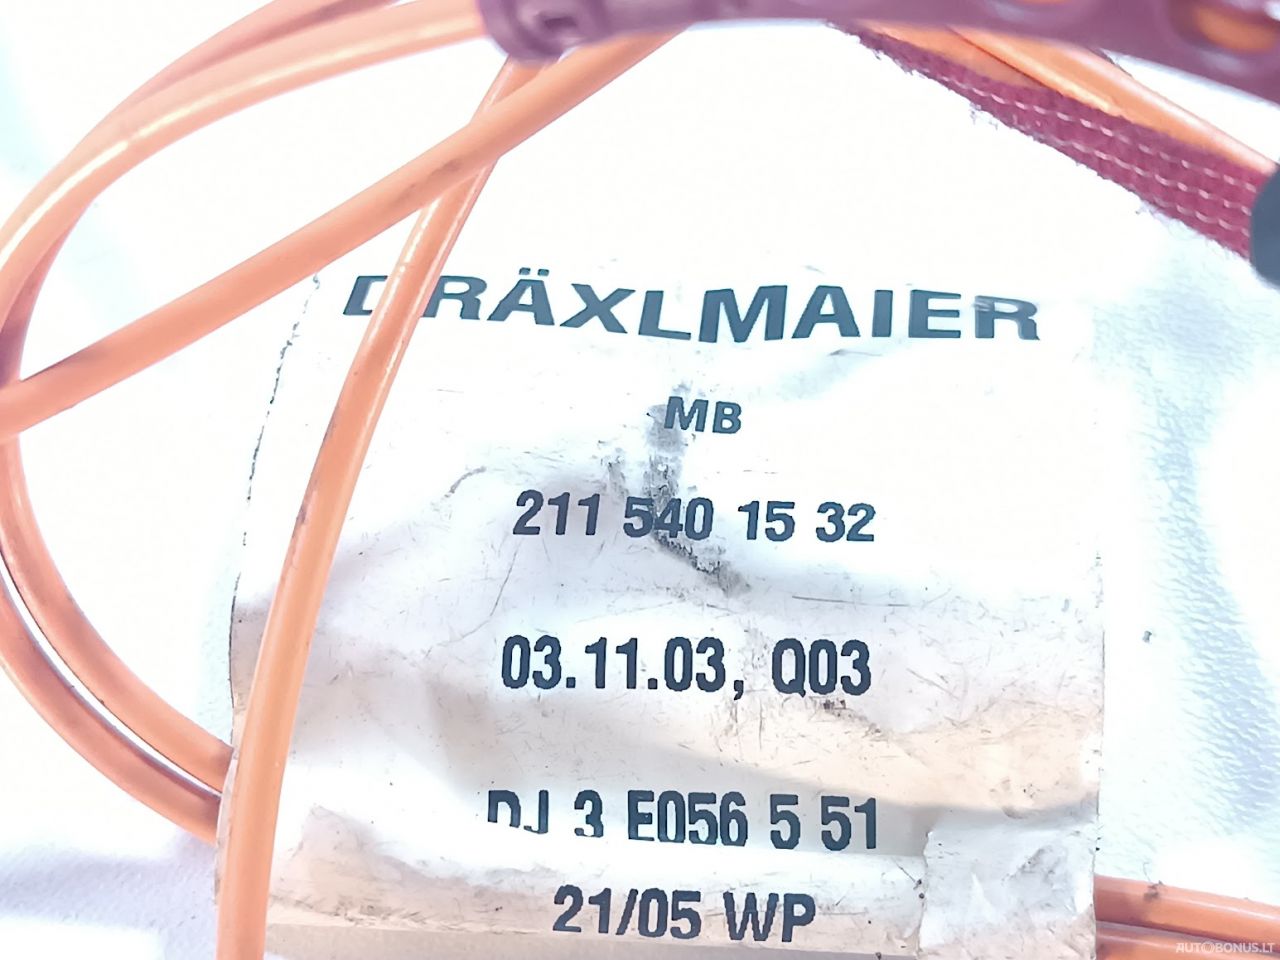 DRÄXLMAIER
MB
211 540 15 32
03.11.03, Q03
DJ 3 E056 5 51
21/05 WP
AUTOBONUS.LT